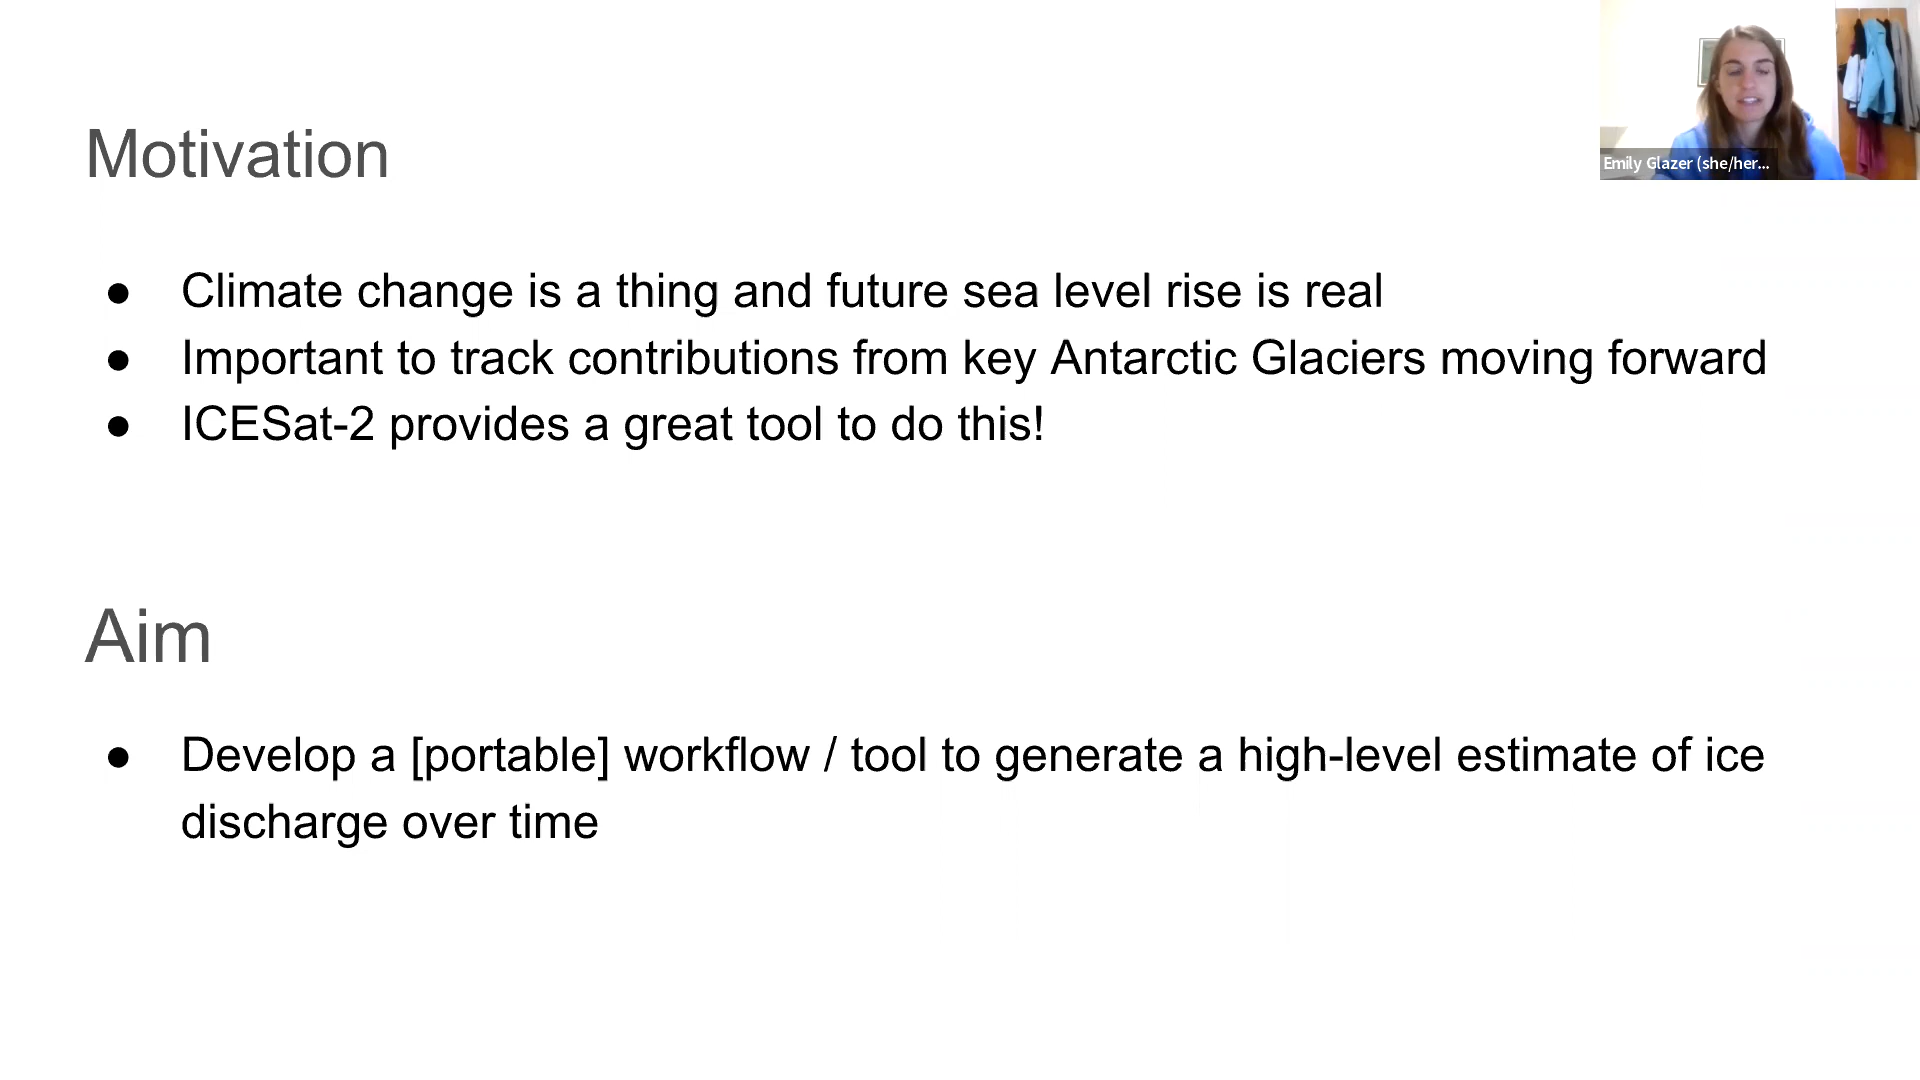 Motivation
Emily Glazer (she/her...
● Climate change is a thing and future sea level rise is real
● Important to track contributions from key Antarctic Glaciers moving forward
● ICESat-2 provides a great tool to do this!
Aim
● Develop a [portable] workflow / tool to generate a high-level estimate of ice
discharge over time